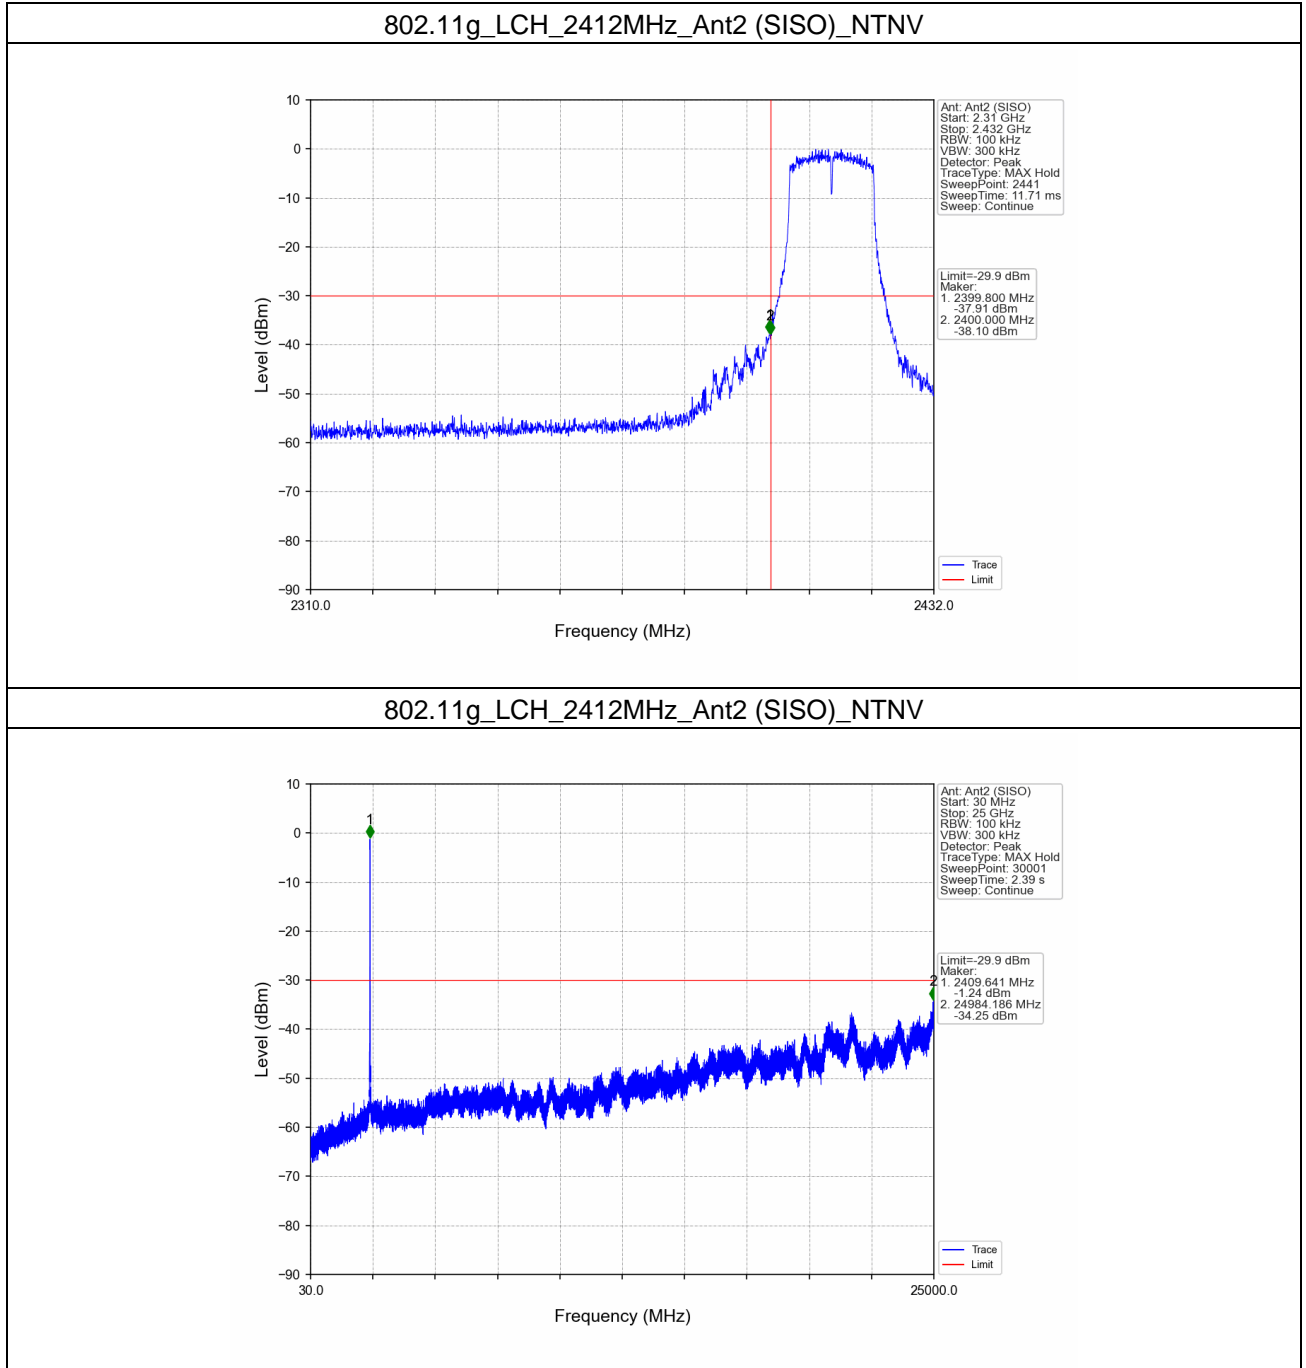 802.11g_LCH_2412MHz_Ant2 (SISO)_NTNV
10
0
−10
−20
−30
−40
−50
−60
−70
−80
−90
Level (dBm)
2310.0
2432.0
Frequency (MHz)
2
Ant: Ant2 (SISO)
Start: 2.31 GHz
Stop: 2.432 GHz
RBW: 100 kHz
VBW: 300 kHz
Detector: Peak
TraceType: MAX Hold
SweepPoint: 2441
SweepTime: 11.71 ms
Sweep: Continue
Limit=-29.9 dBm
Maker:
1. 2399.800 MHz
-37.91 dBm
2. 2400.000 MHz
-38.10 dBm
Trace
Limit
802.11g_LCH_2412MHz_Ant2 (SISO)_NTNV
10
0
−10
−20
−30
−40
−50
−60
−70
−80
−90
Level (dBm)
30.0
25000.0
Frequency (MHz)
1
2
Ant: Ant2 (SISO)
Start: 30 MHz
Stop: 25 GHz
RBW: 100 kHz
VBW: 300 kHz
Detector: Peak
TraceType: MAX Hold
SweepPoint: 30001
SweepTime: 2.39 s
Sweep: Continue
Limit=-29.9 dBm
Maker:
1. 2409.641 MHz
-1.24 dBm
2. 24984.186 MHz
-34.25 dBm
Trace
Limit